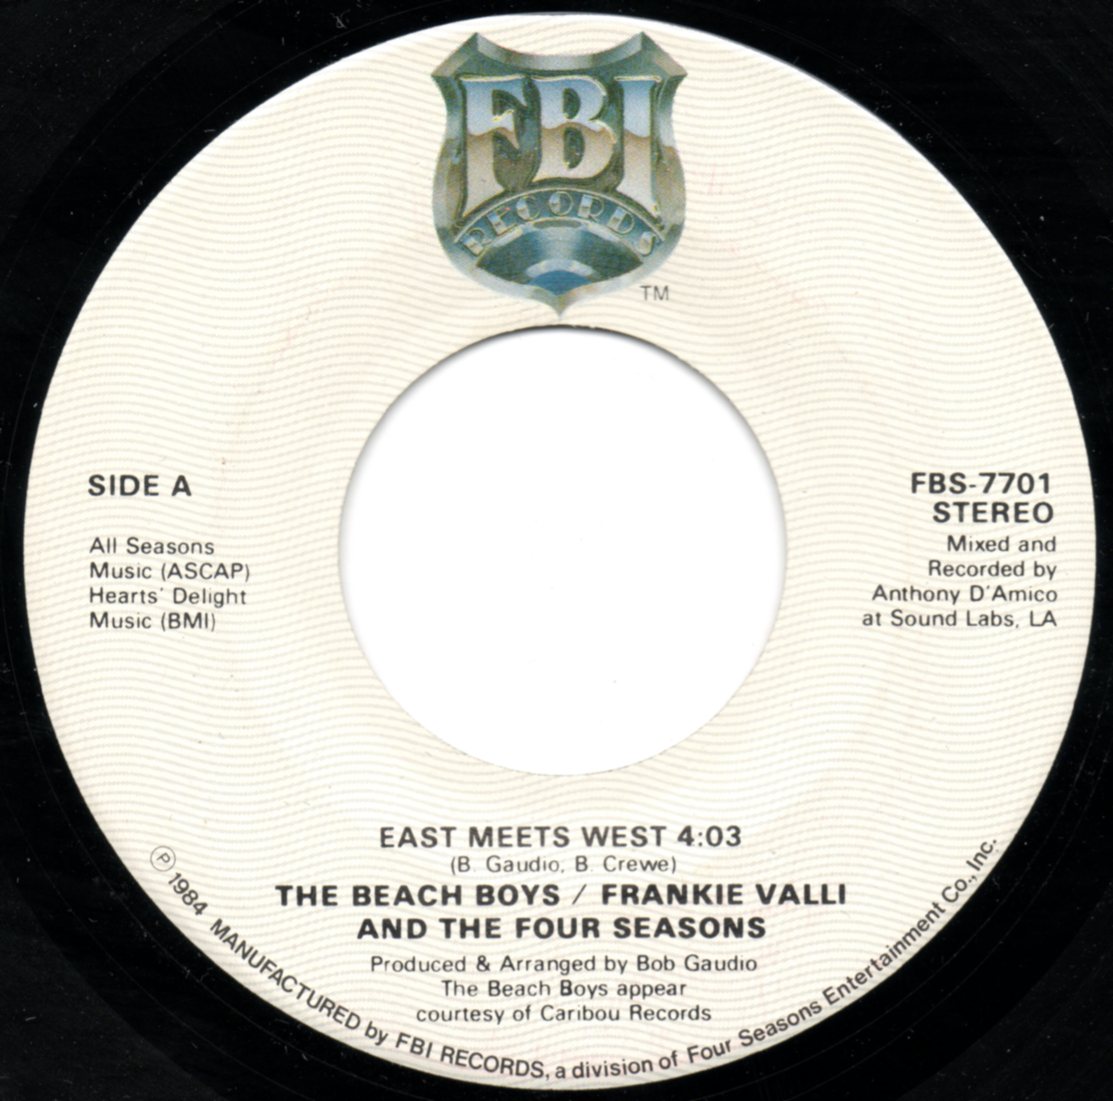 FBI
RECORDS
TM
SIDE A
All Seasons
Music (ASCAP)
Hearts' Delight
Music (BMI)
FBS-7701
STEREO
Mixed and
Recorded by
Anthony D'Amico
at Sound Labs, LA
EAST MEETS WEST 4:03
(B. Gaudio, B. Crewe)
THE BEACH BOYS / FRANKIE VALLI
AND THE FOUR SEASONS
Produced & Arranged by Bob Gaudio
The Beach Boys appear
courtesy of Caribou Records
Ⓟ 1984 MANUFACTURED by FBI RECORDS, a division of Four Seasons Entertainment Co., Inc.